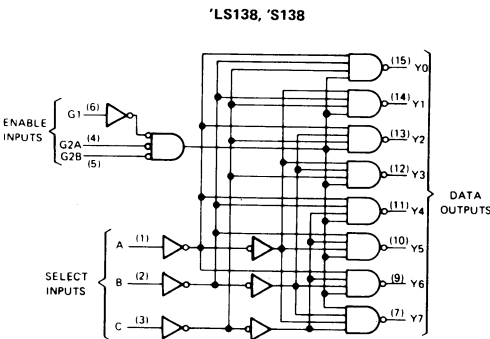 'LS138, 'S138
(15) Y0
(6)
G1
(14) Y1
ENABLE
INPUTS
(4)
G2A
G2B
(5)
(13) Y2
(12) Y3
DATA
OUTPUTS
(11) Y4
A (1)
(10) Y5
SELECT
INPUTS
B (2)
(9) Y6
C (3)
(7) Y7